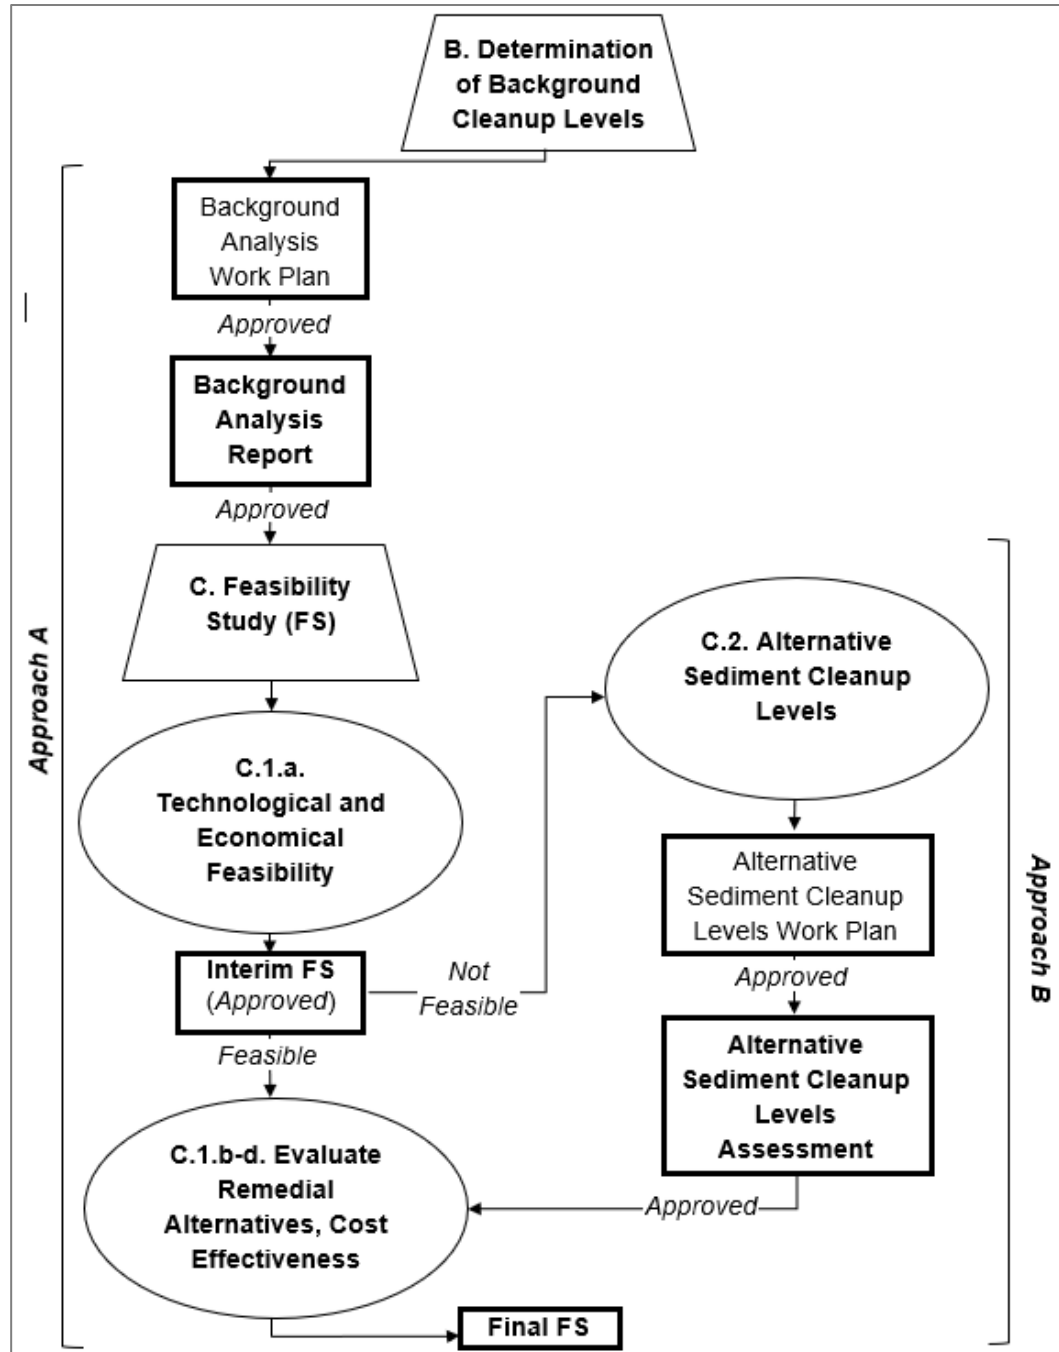 B. Determination
of Background
Cleanup Levels
Background
Analysis
Work Plan
Approved
Background
Analysis
Report
Approved
C. Feasibility
Study (FS)
C.1.a.
Technological and
Economical
Feasibility
Interim FS
(Approved)
Not
Feasible
Feasible
C.1.b-d. Evaluate
Remedial
Alternatives, Cost
Effectiveness
Final FS
Approach A
C.2. Alternative
Sediment Cleanup
Levels
Alternative
Sediment Cleanup
Levels Work Plan
Approved
Alternative
Sediment Cleanup
Levels
Assessment
Approved
Approach B